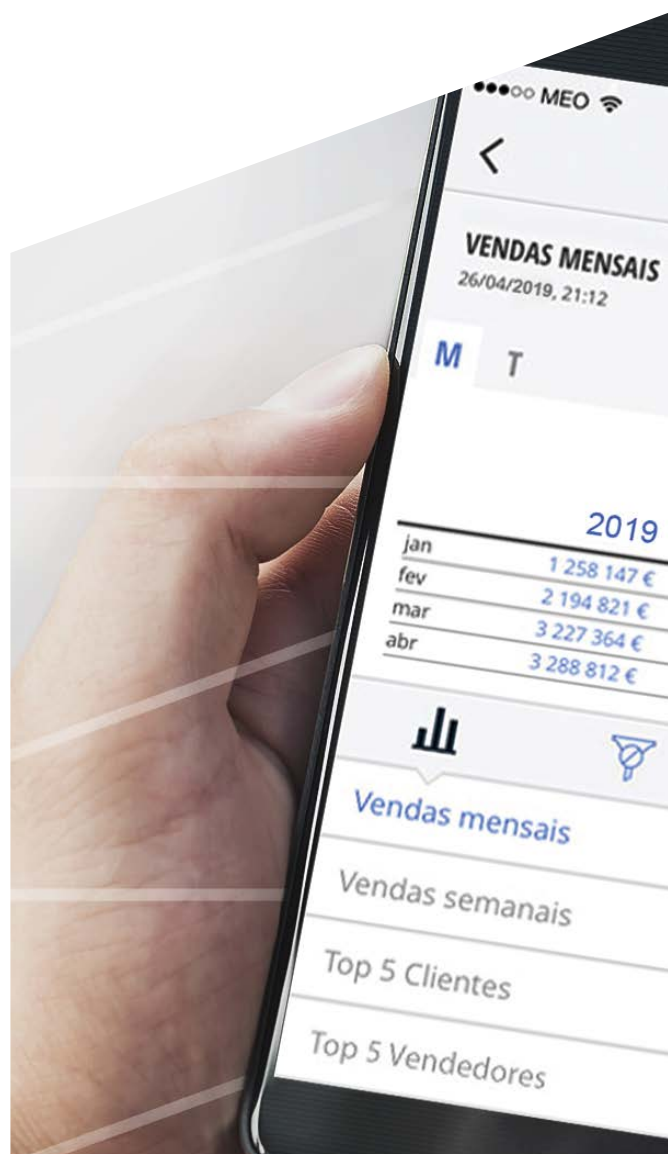 MEO
VENDAS MENSAIS
26/04/2019, 21:12
M T
2019
jan 1 258 147 €
fev 2 194 821 €
mar 3 227 364 €
abr 3 288 812 €
Vendas mensais
Vendas semanais
Top 5 Clientes
Top 5 Vendedores